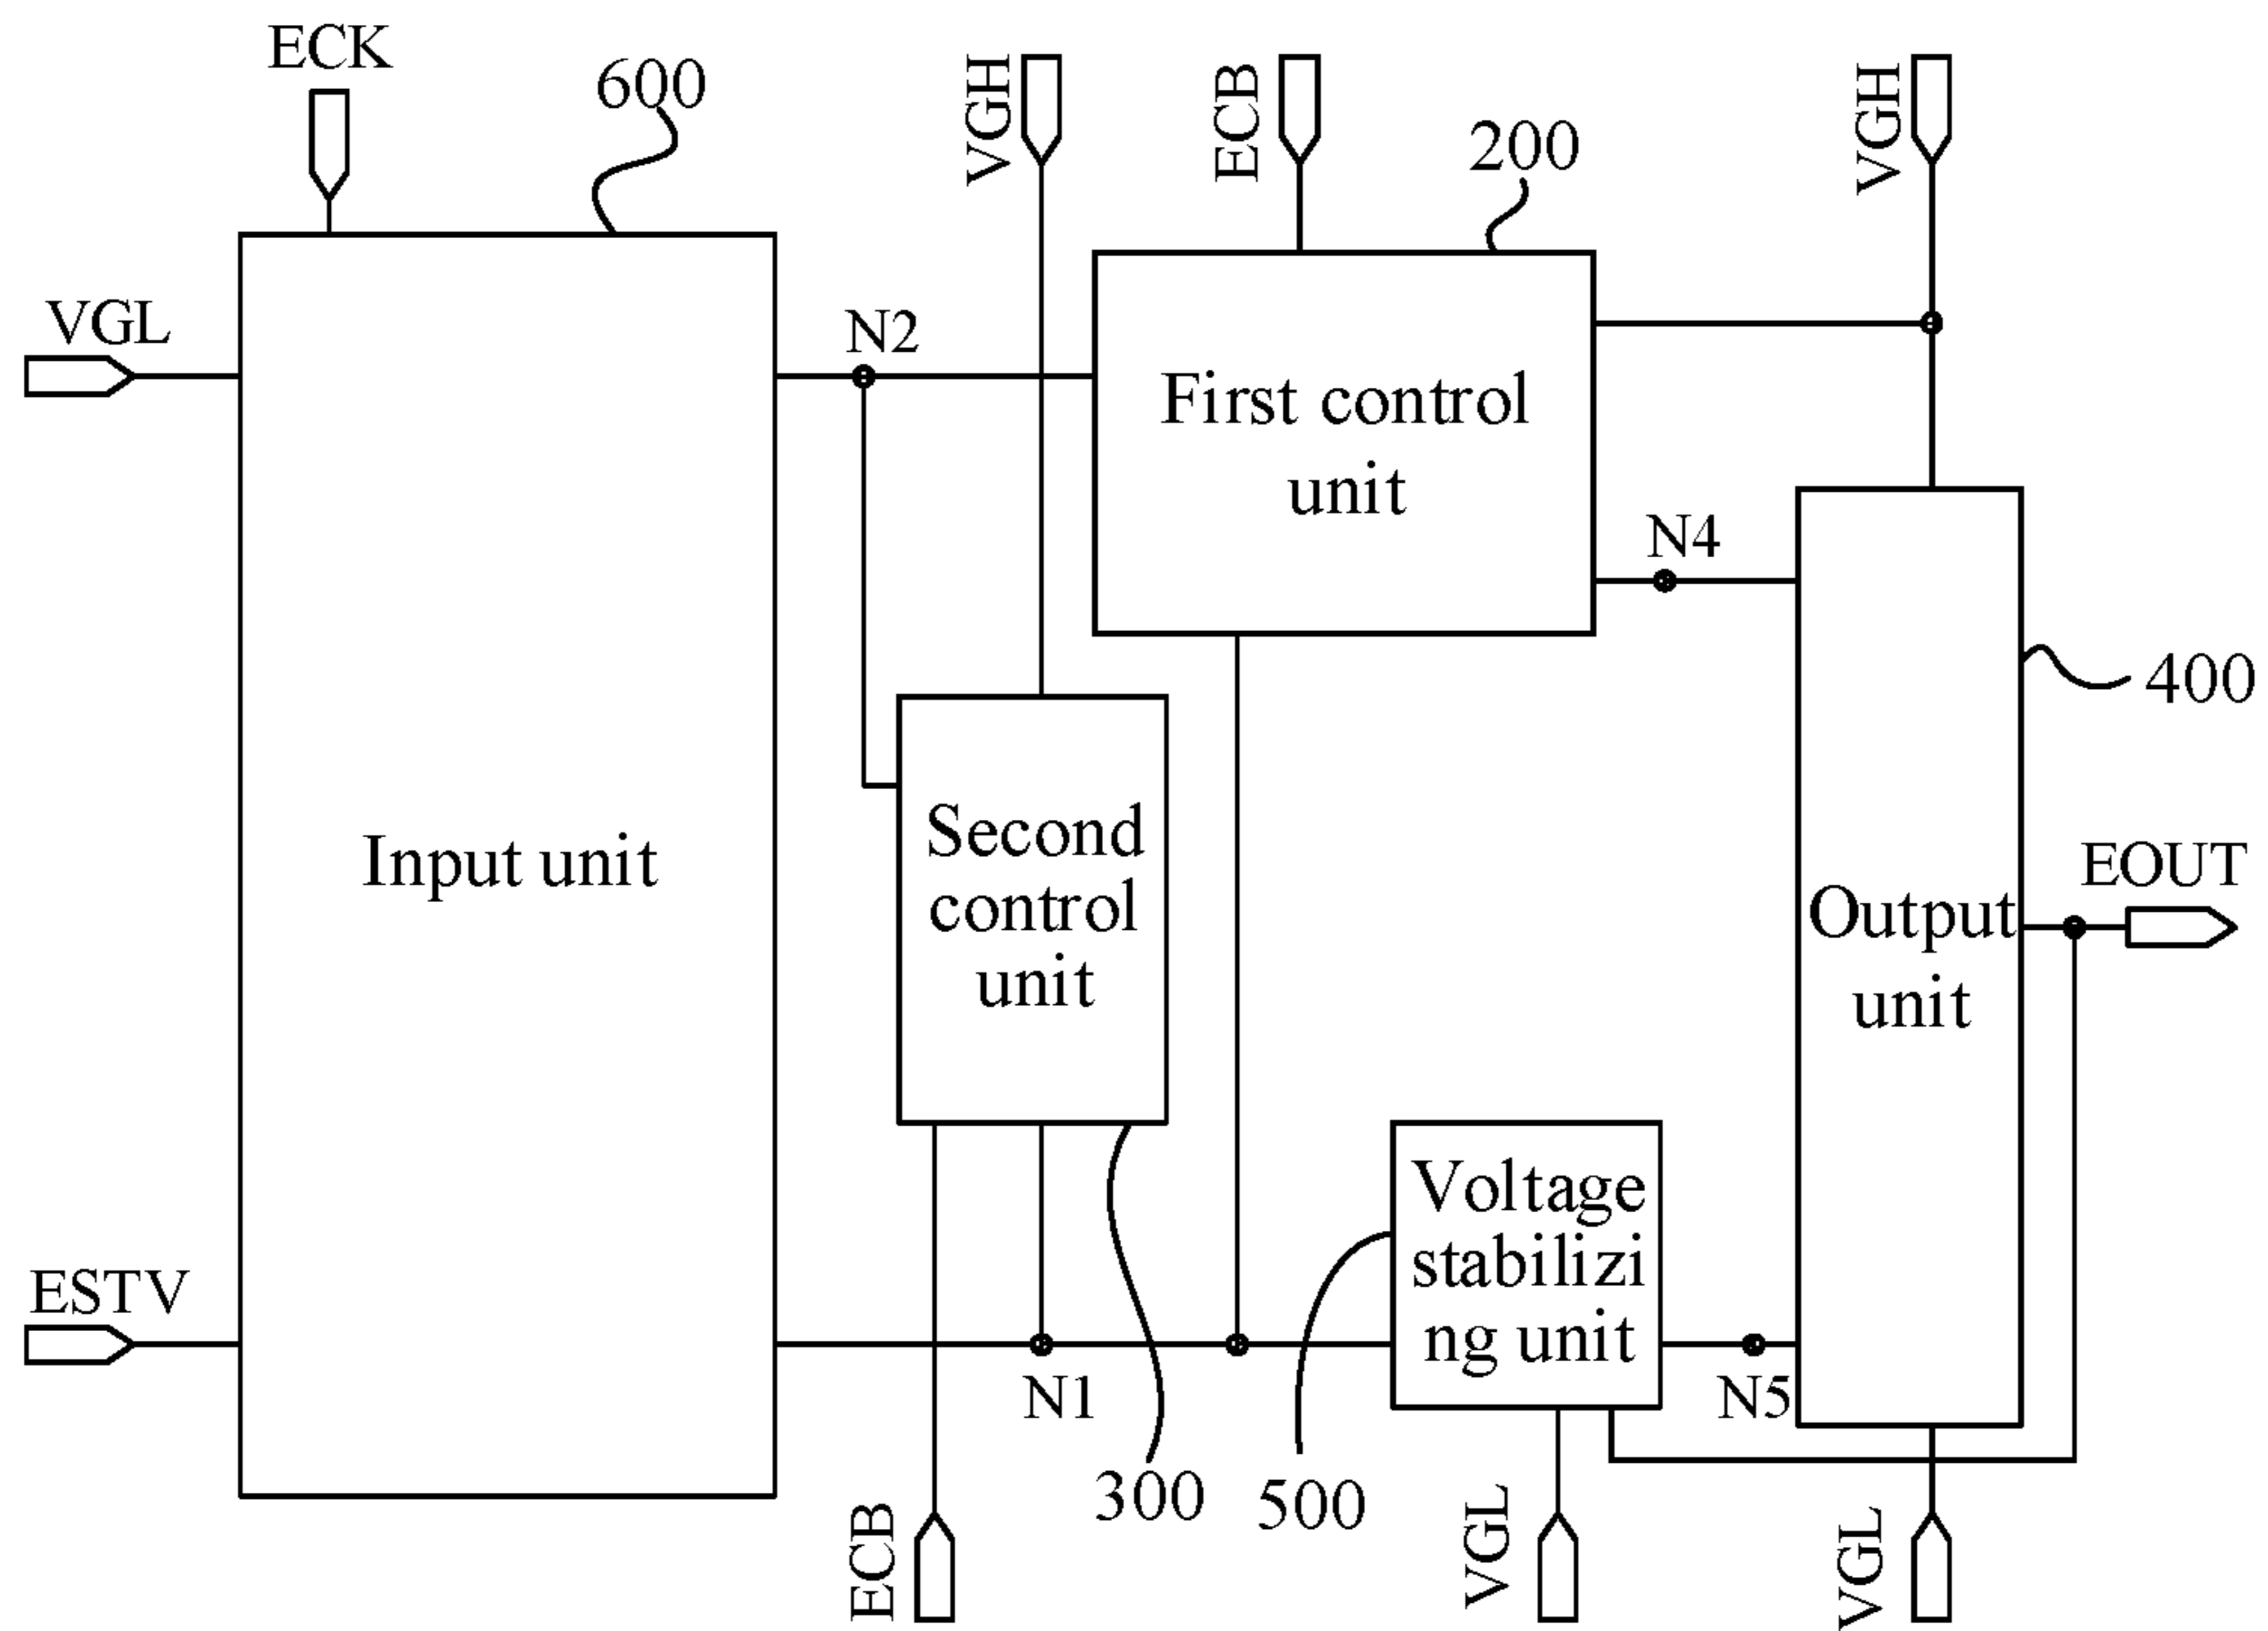 ECK
600
VGH
ECB
200
VGH
VGL
N2
First control
unit
N4
400
Input unit
Second
control
unit
EOUT
Output
unit
Voltage
stabilizi
ng unit
ESTV
N1
N5
300
500
ECB
VGL
VGL